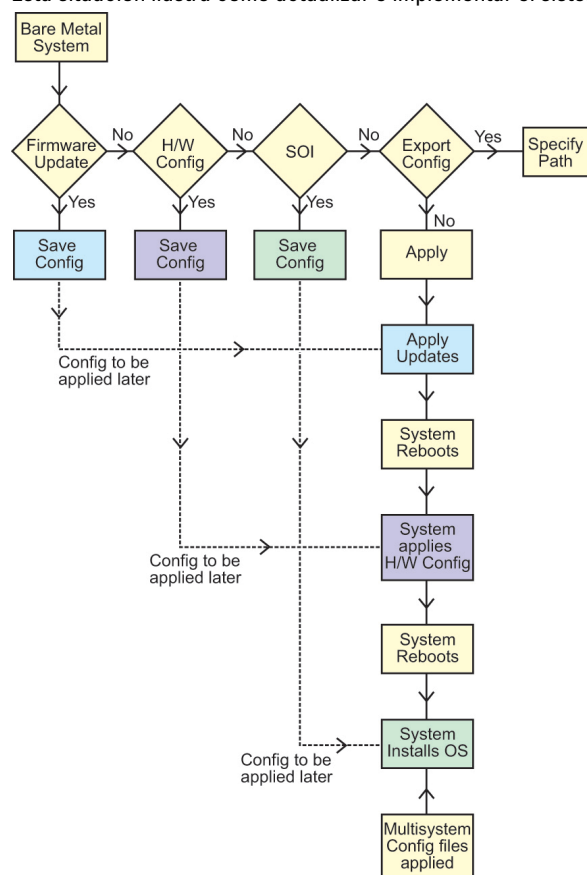 Bare Metal
System
Firmware
Update
No
H/W
Config
No
SOI
No
Export
Config
Yes
Specify
Path
Yes
Yes
Yes
No
Save
Config
Save
Config
Save
Config
Apply
Config to be
applied later
Apply
Updates
System
Reboots
Config to be
applied later
System
applies
H/W Config
System
Reboots
Config to be
applied later
System
Installs OS
Multisystem
Config files
applied